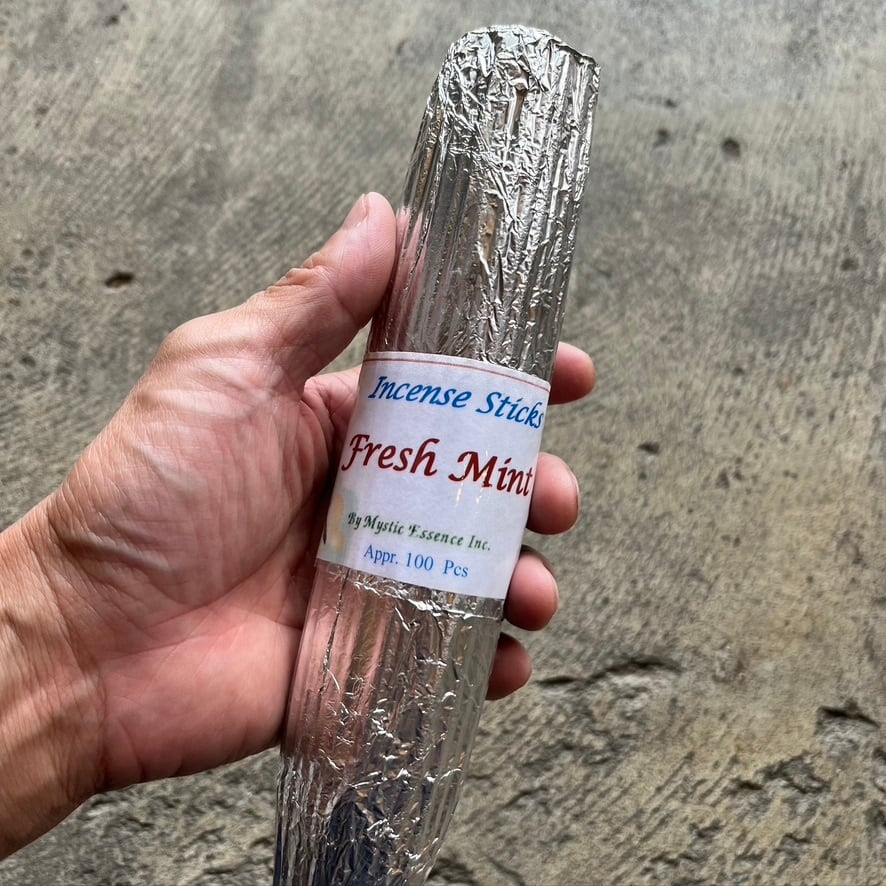 Incense Sticks
Fresh Mint
By Mystic Essence Inc.
Appr. 100 Pcs